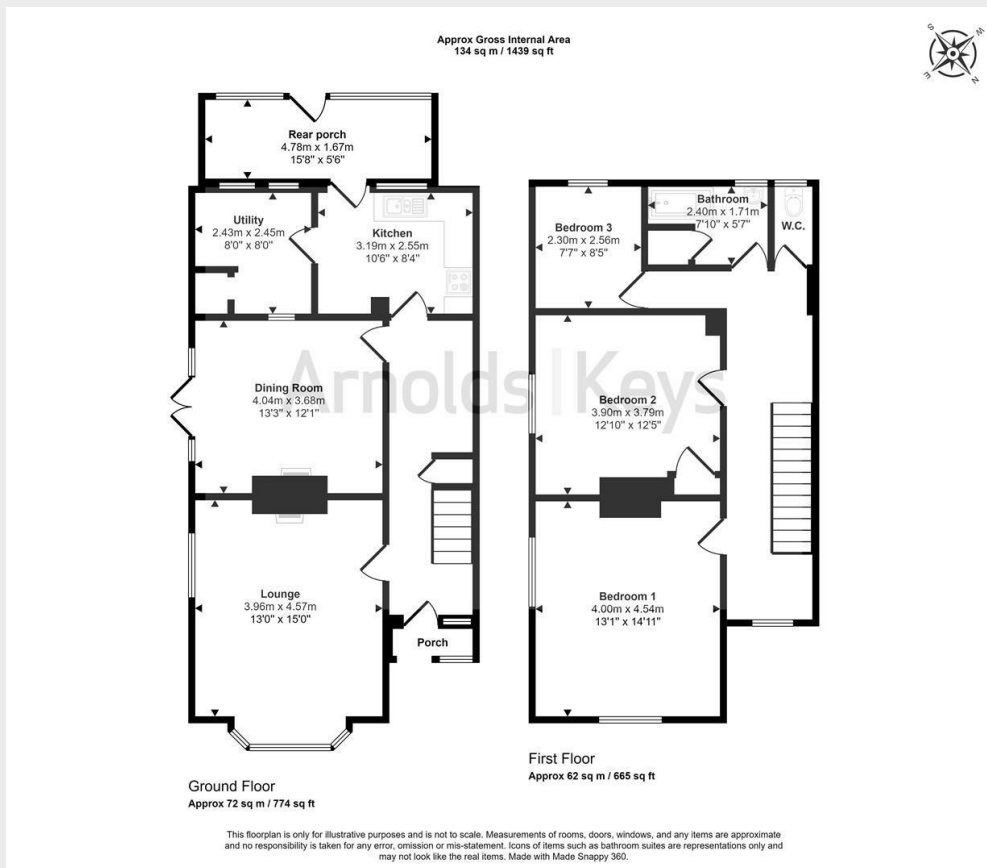 Approx Gross Internal Area
134 sq m / 1439 sq ft
S
W
E
N
Rear porch
4.78m x 1.67m
15'8" x 5'6"
Utility
2.43m x 2.45m
8'0" x 8'0"
Kitchen
3.19m x 2.55m
10'6" x 8'4"
Bedroom 3
2.30m x 2.56m
7'7" x 8'5"
Bathroom
2.40m x 1.71m
7'10" x 5'7"
W.C.
Arnolds | Keys
Dining Room
4.04m x 3.68m
13'3" x 12'1"
Bedroom 2
3.90m x 3.79m
12'10" x 12'5"
Lounge
3.96m x 4.57m
13'0" x 15'0"
Bedroom 1
4.00m x 4.54m
13'1" x 14'11"
Porch
Ground Floor
Approx 72 sq m / 774 sq ft
First Floor
Approx 62 sq m / 665 sq ft
This floorplan is only for illustrative purposes and is not to scale. Measurements of rooms, doors, windows, and any items are approximate
and no responsibility is taken for any error, omission or mis-statement. Icons of items such as bathroom suites are representations only and
may not look like the real items. Made with Made Snappy 360.